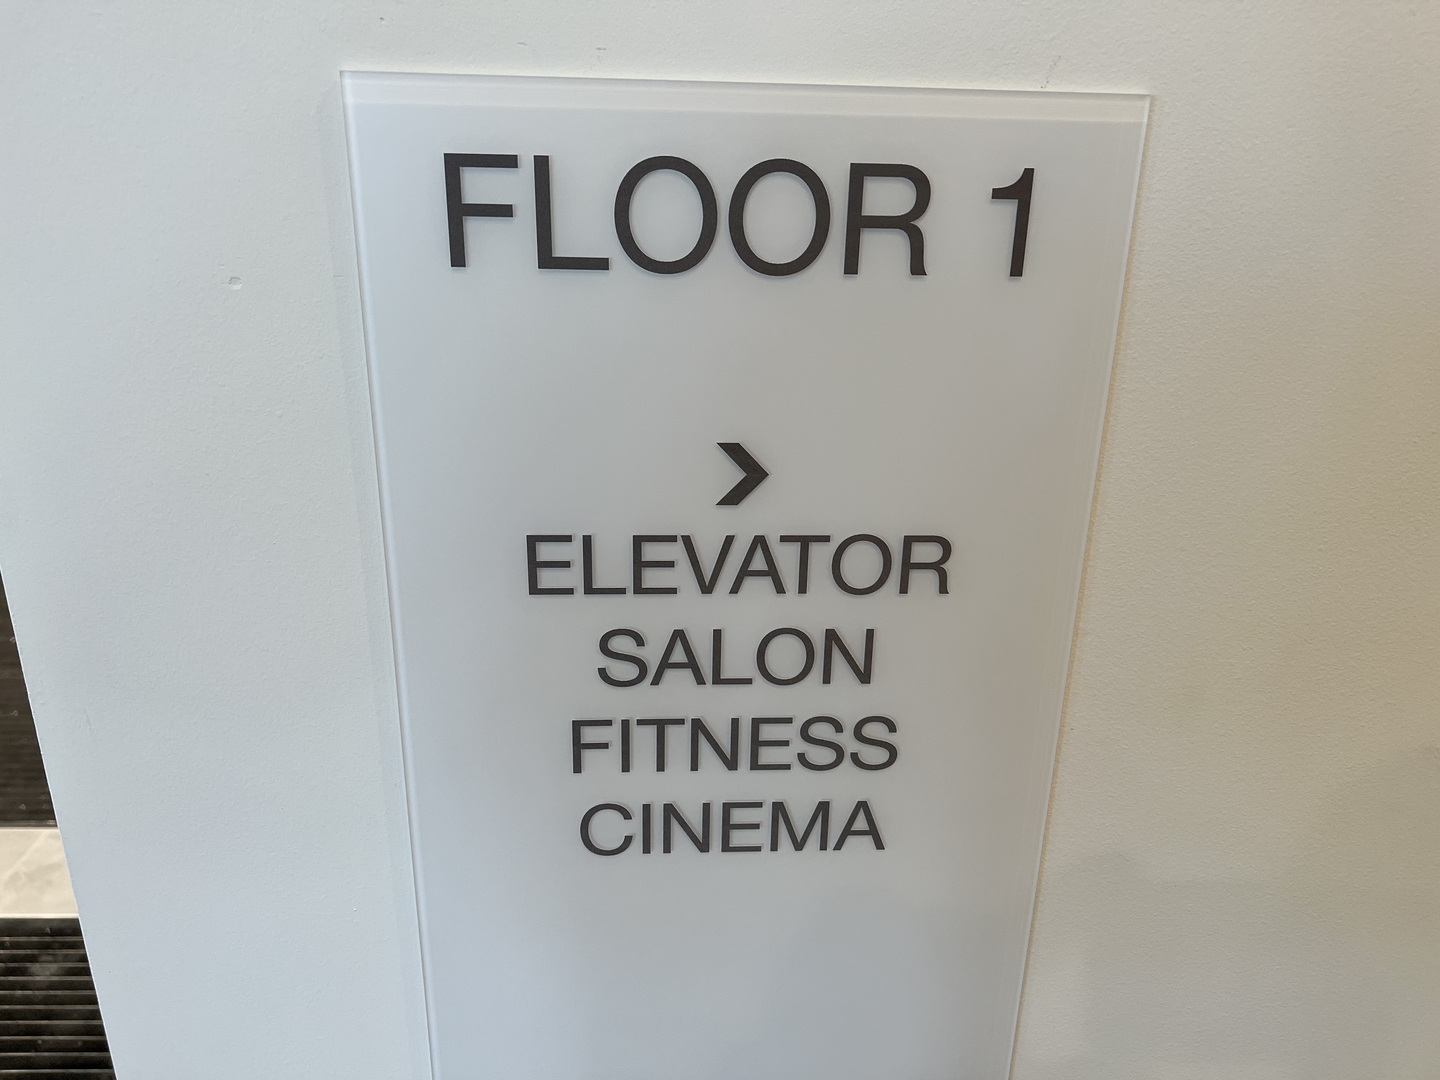 FLOOR 1
ELEVATOR
SALON
FITNESS
CINEMA